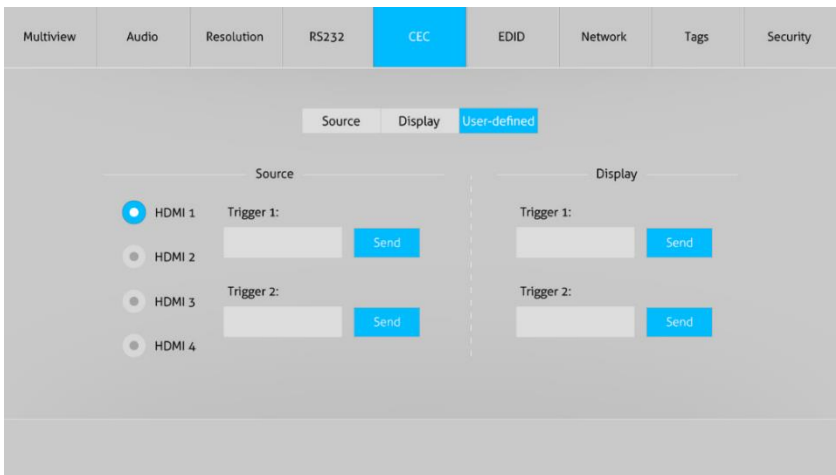 Multiview Audio Resolution RS232 CEC EDID Network Tags Security
Source Display User-defined
Source Display
HDMI 1 Trigger 1: Trigger 1:
Send Send
HDMI 2
Trigger 2: Trigger 2:
HDMI 3
Send Send
HDMI 4